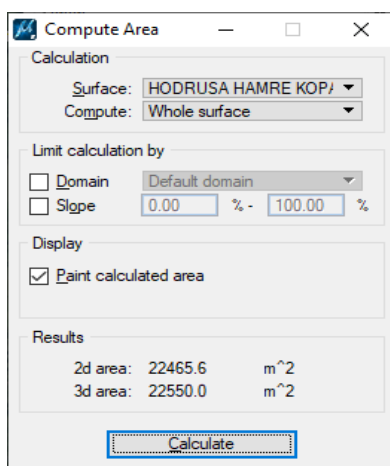 Compute Area
Calculation
Surface: HODRUSA HAMRE KOPA
Compute: Whole surface
Limit calculation by
Domain Default domain
Slope 0.00 % - 100.00 %
Display
Paint calculated area
Results
2d area: 22465.6 m^2
3d area: 22550.0 m^2
Calculate